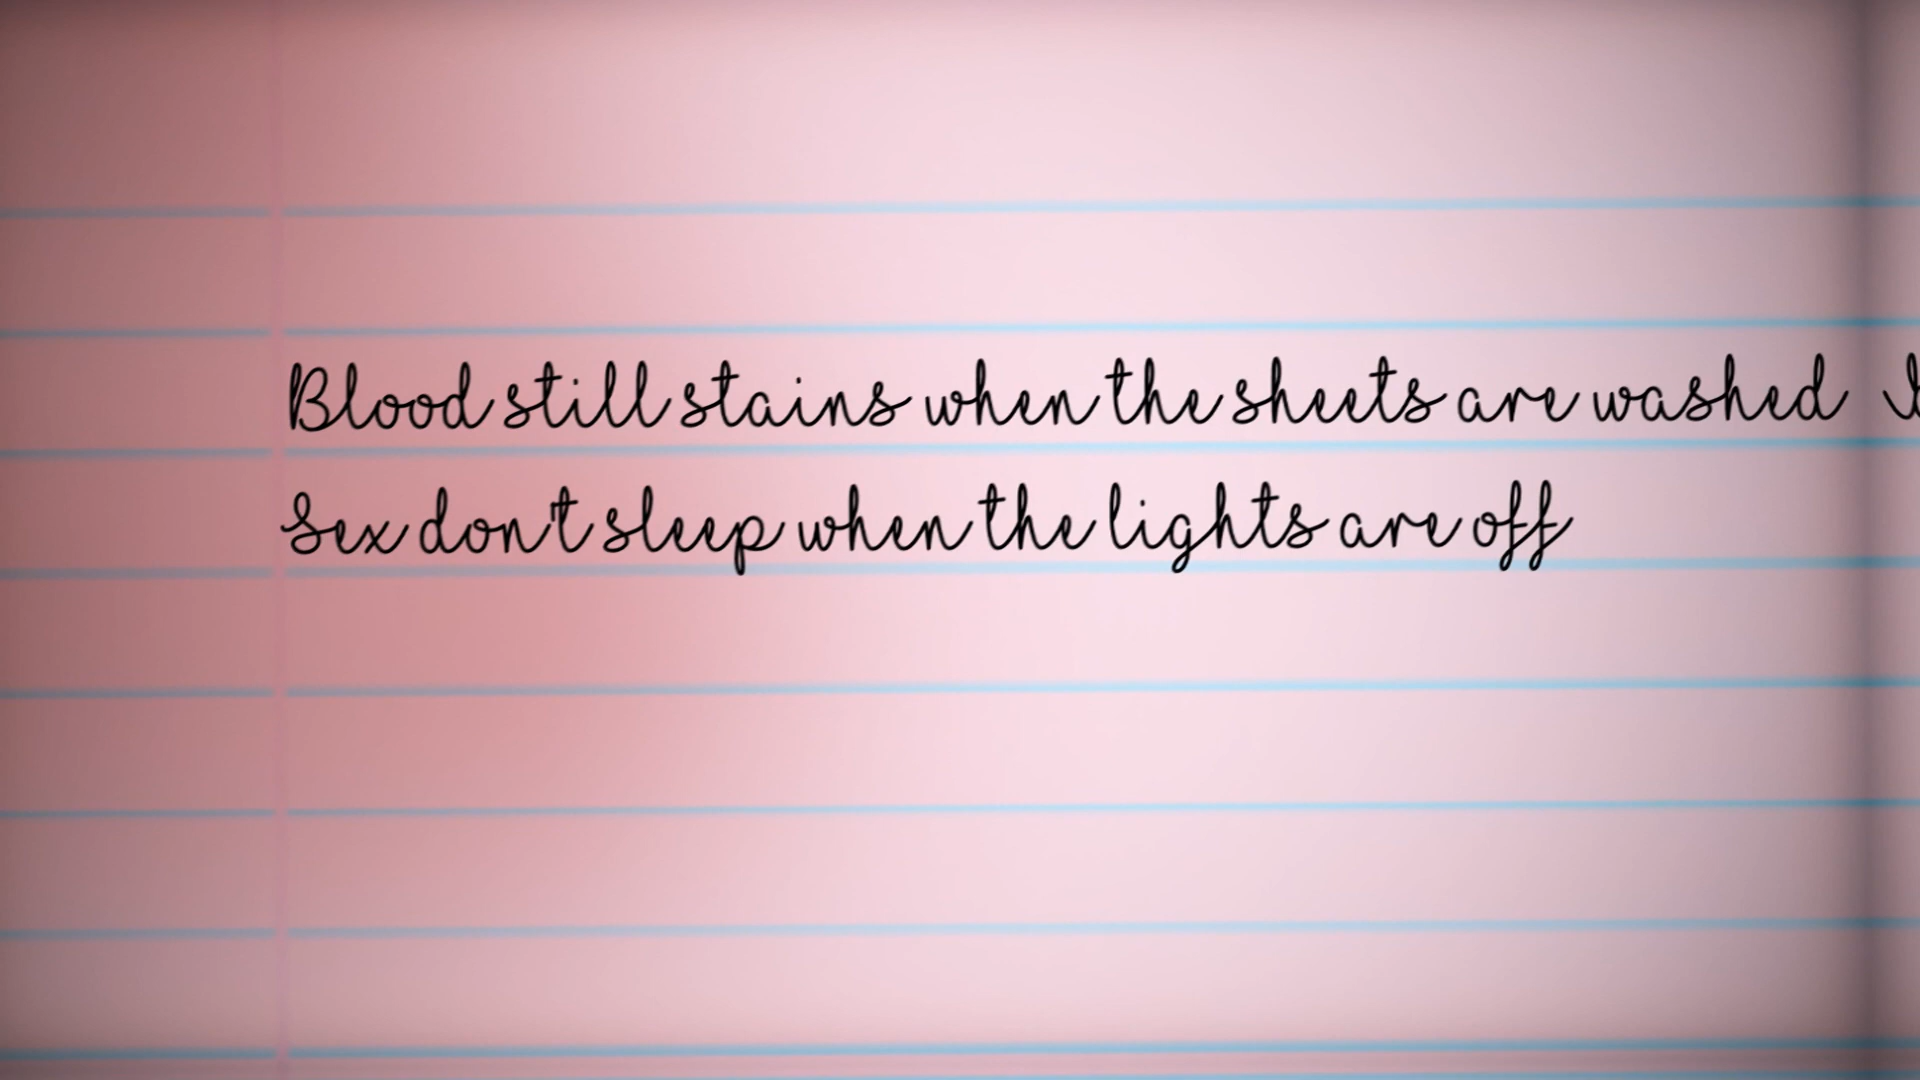 Blood still stains when the sheets are washed
Sex don't sleep when the lights are off